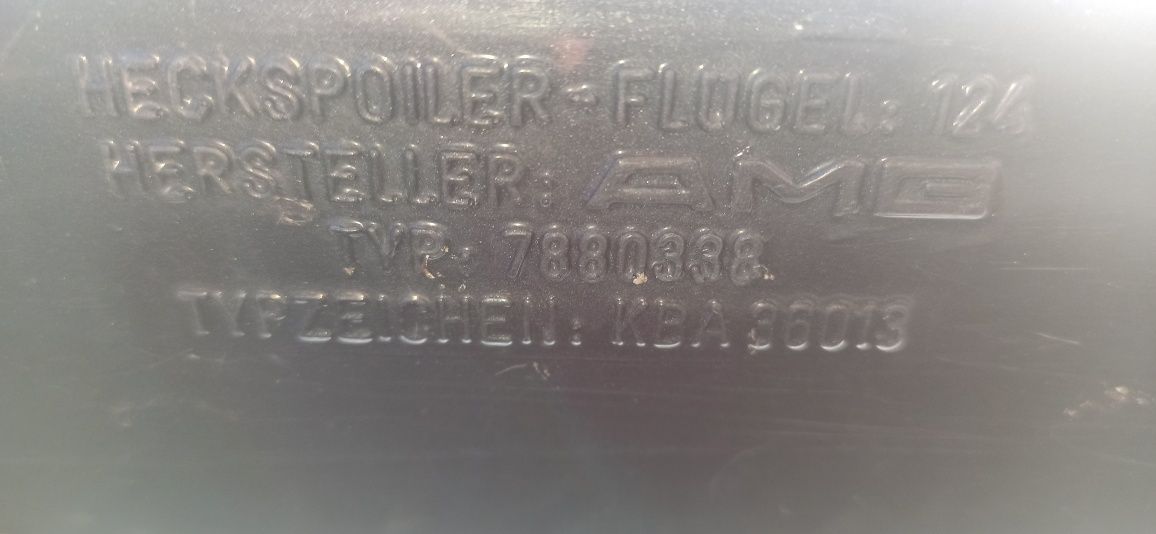 HECKSPOILER-FLÜGEL: 124
HERSTELLER: AMG
TYP: 7880338
TYPZEICHEN: KBA 36013